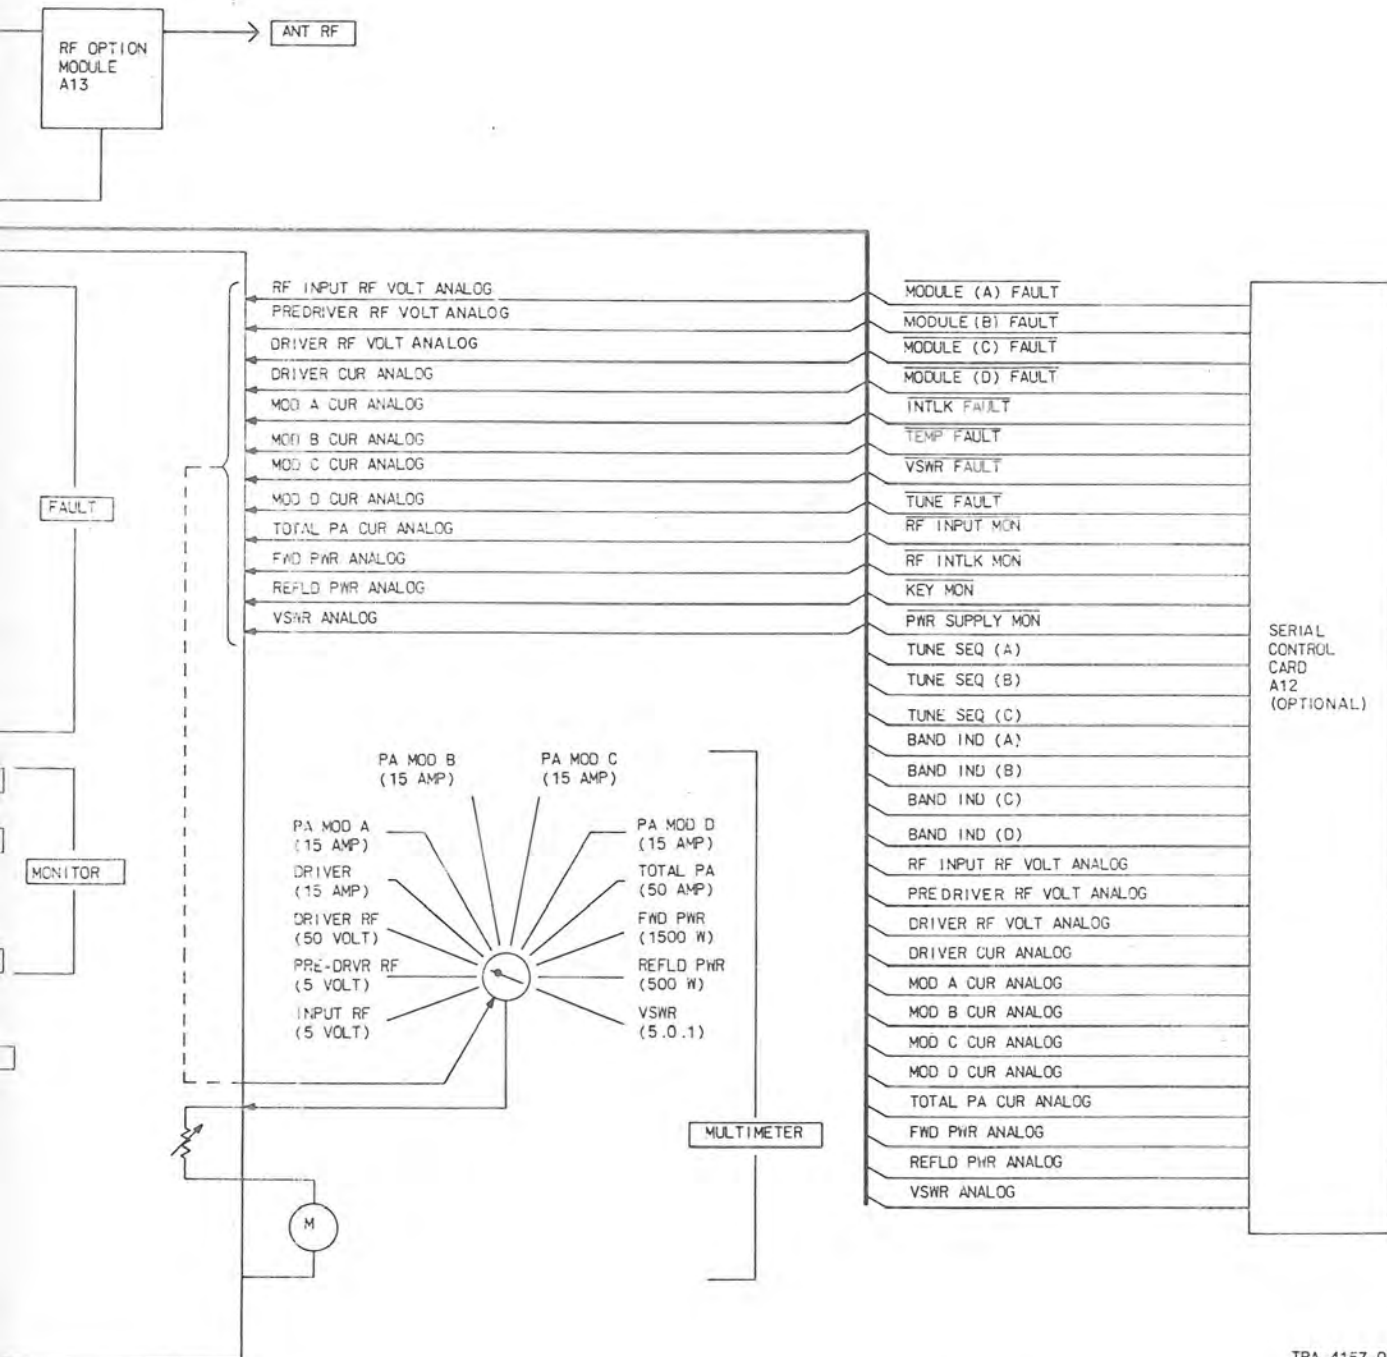 RF OPTION
MODULE
A13
ANT RF
RF INPUT RF VOLT ANALOG
PREDRIVER RF VOLT ANALOG
DRIVER RF VOLT ANALOG
DRIVER CUR ANALOG
MOD A CUR ANALOG
MOD B CUR ANALOG
MOD C CUR ANALOG
MOD D CUR ANALOG
TOTAL PA CUR ANALOG
FWD PWR ANALOG
REFLD PWR ANALOG
VSWR ANALOG
FAULT
MONITOR
PA MOD B
(15 AMP)
PA MOD C
(15 AMP)
PA MOD A
(15 AMP)
DRIVER
(15 AMP)
DRIVER RF
(50 VOLT)
PRE-DRVR RF
(5 VOLT)
INPUT RF
(5 VOLT)
PA MOD D
(15 AMP)
TOTAL PA
(50 AMP)
FWD PWR
(1500 W)
REFLD PWR
(500 W)
VSWR
(5.0.1)
MULTIMETER
M
MODULE (A) FAULT
MODULE (B) FAULT
MODULE (C) FAULT
MODULE (D) FAULT
INTLK FAULT
TEMP FAULT
VSWR FAULT
TUNE FAULT
RF INPUT MON
RF INTLK MON
KEY MON
PWR SUPPLY MON
TUNE SEQ (A)
TUNE SEQ (B)
TUNE SEQ (C)
BAND IND (A)
BAND IND (B)
BAND IND (C)
BAND IND (D)
RF INPUT RF VOLT ANALOG
PREDRIVER RF VOLT ANALOG
DRIVER RF VOLT ANALOG
DRIVER CUR ANALOG
MOD A CUR ANALOG
MOD B CUR ANALOG
MOD C CUR ANALOG
MOD D CUR ANALOG
TOTAL PA CUR ANALOG
FWD PWR ANALOG
REFLD PWR ANALOG
VSWR ANALOG
SERIAL
CONTROL
CARD
A12
(OPTIONAL)